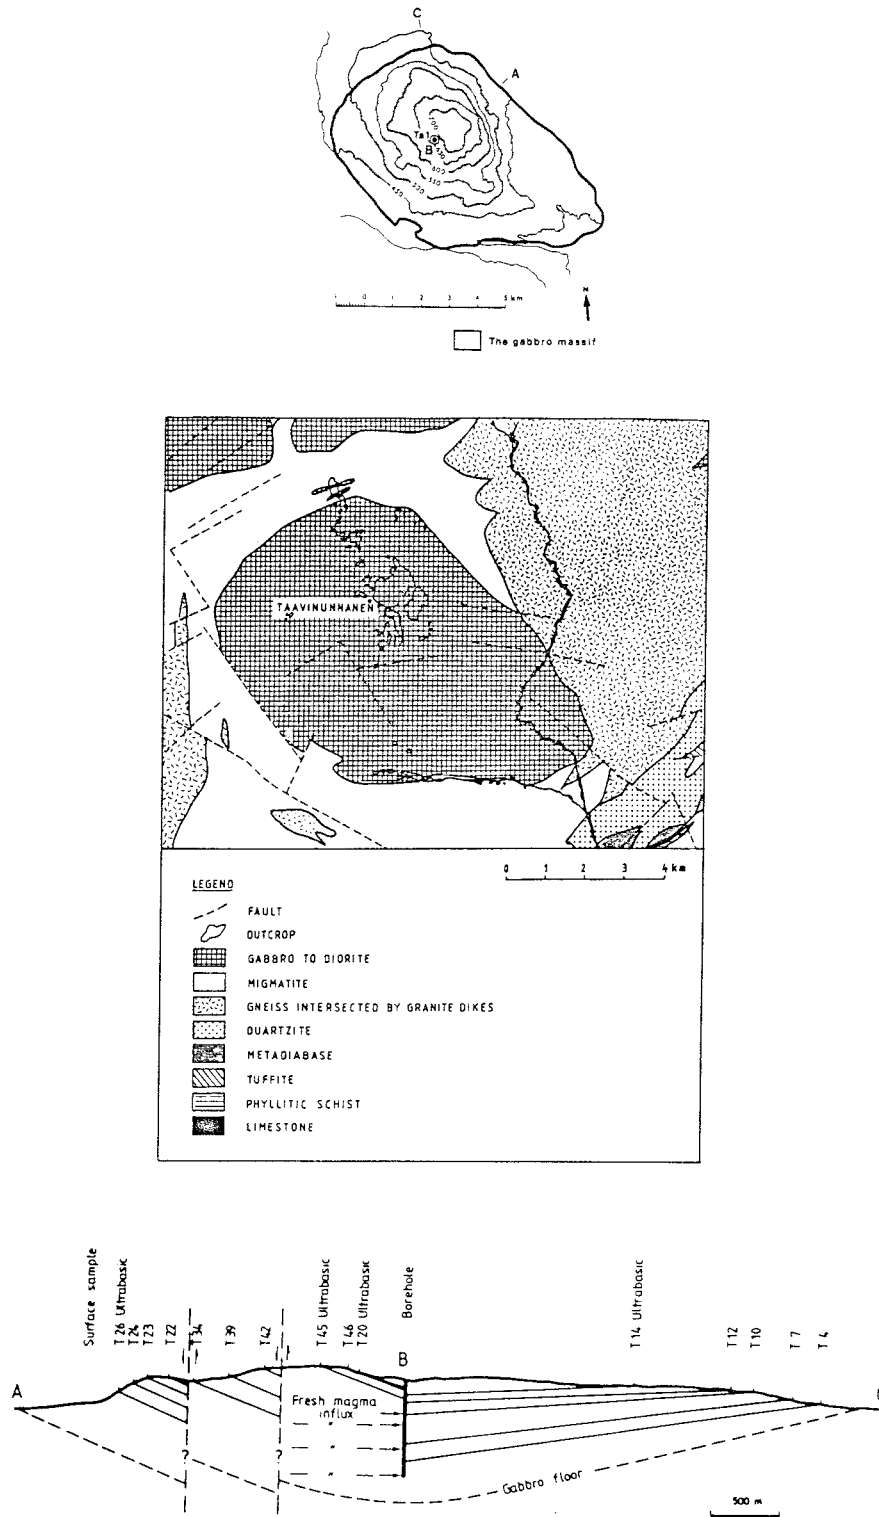 C
A
Ta1
B
700
650
600
550
500
450
1 0 1 2 3 4 5 km
N
The gabbro massif
TAAVINUNNANEN
0 1 2 3 4 km
LEGEND
FAULT
OUTCROP
GABBRO TO DIORITE
MIGMATITE
GNEISS INTERSECTED BY GRANITE DIKES
QUARTZITE
METADIABASE
TUFFITE
PHYLLITIC SCHIST
LIMESTONE
Surface sample
T 26 Ultrabasic
T 24
T 23
T 22
T 34
T 39
T 42
T 45 Ultrabasic
T 46
T 20 Ultrabasic
Borehole
T 14 Ultrabasic
T 12
T 10
T 7
T 4
A
B
C
Fresh magma
influx
"
"
"
? ?
Gabbro floor
500 m